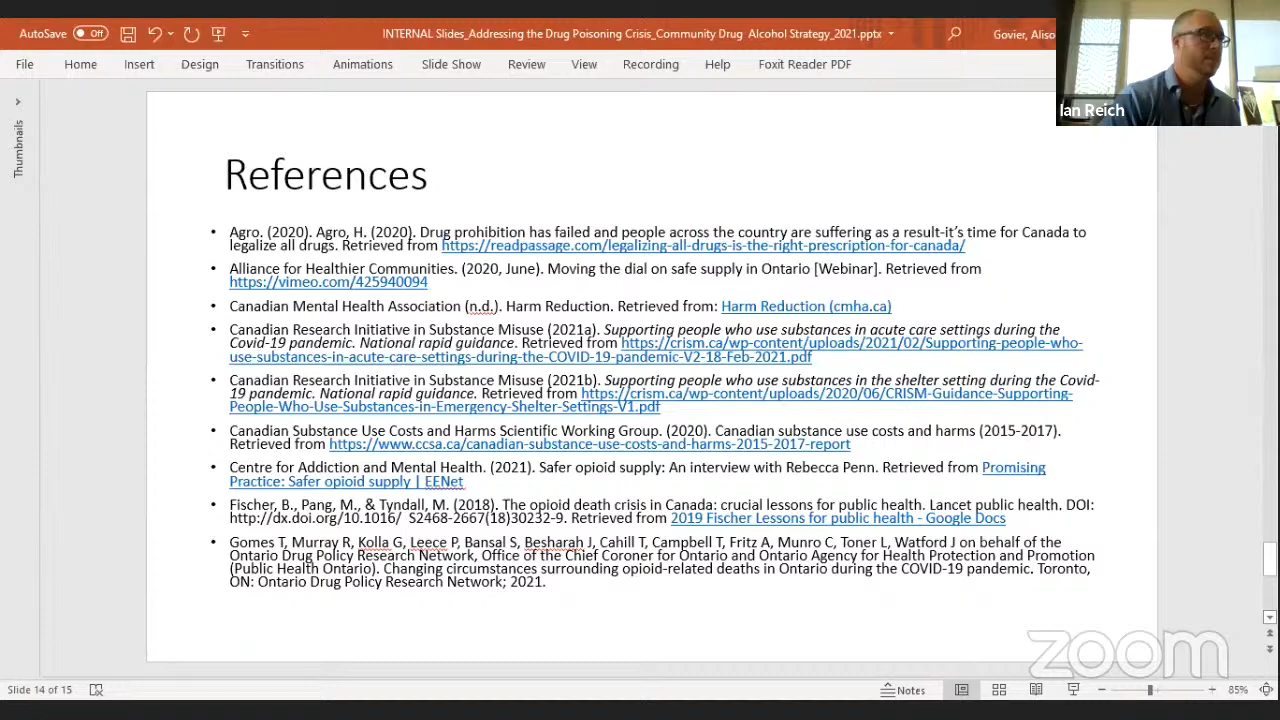 AutoSave Off INTERNAL Slides_Addressing the Drug Poisoning Crisis_Community Drug Alcohol Strategy_2021.pptx Govier, Aliso
File Home Insert Design Transitions Animations Slide Show Review View Recording Help Foxit Reader PDF
Ian Reich
Thumbnails
References
• Agro. (2020). Agro, H. (2020). Drug prohibition has failed and people across the country are suffering as a result-it's time for Canada to
legalize all drugs. Retrieved from https://readpassage.com/legalizing-all-drugs-is-the-right-prescription-for-canada/
• Alliance for Healthier Communities. (2020, June). Moving the dial on safe supply in Ontario [Webinar]. Retrieved from
https://vimeo.com/425940094
• Canadian Mental Health Association (n.d.). Harm Reduction. Retrieved from: Harm Reduction (cmha.ca)
• Canadian Research Initiative in Substance Misuse (2021a). Supporting people who use substances in acute care settings during the
Covid-19 pandemic. National rapid guidance. Retrieved from https://crism.ca/wp-content/uploads/2021/02/Supporting-people-who-
use-substances-in-acute-care-settings-during-the-COVID-19-pandemic-V2-18-Feb-2021.pdf
• Canadian Research Initiative in Substance Misuse (2021b). Supporting people who use substances in the shelter setting during the Covid-
19 pandemic. National rapid guidance. Retrieved from https://crism.ca/wp-content/uploads/2020/06/CRISM-Guidance-Supporting-
People-Who-Use-Substances-in-Emergency-Shelter-Settings-V1.pdf
• Canadian Substance Use Costs and Harms Scientific Working Group. (2020). Canadian substance use costs and harms (2015-2017).
Retrieved from https://www.ccsa.ca/canadian-substance-use-costs-and-harms-2015-2017-report
• Centre for Addiction and Mental Health. (2021). Safer opioid supply: An interview with Rebecca Penn. Retrieved from Promising
Practice: Safer opioid supply | EENet
• Fischer, B., Pang, M., & Tyndall, M. (2018). The opioid death crisis in Canada: crucial lessons for public health. Lancet public health. DOI:
http://dx.doi.org/10.1016/ S2468-2667(18)30232-9. Retrieved from 2019 Fischer Lessons for public health - Google Docs
• Gomes T, Murray R, Kolla G, Leece P, Bansal S, Besharah J, Cahill T, Campbell T, Fritz A, Munro C, Toner L, Watford J on behalf of the
Ontario Drug Policy Research Network, Office of the Chief Coroner for Ontario and Ontario Agency for Health Protection and Promotion
(Public Health Ontario). Changing circumstances surrounding opioid-related deaths in Ontario during the COVID-19 pandemic. Toronto,
ON: Ontario Drug Policy Research Network; 2021.
zoom
Slide 14 of 15 Notes 85%